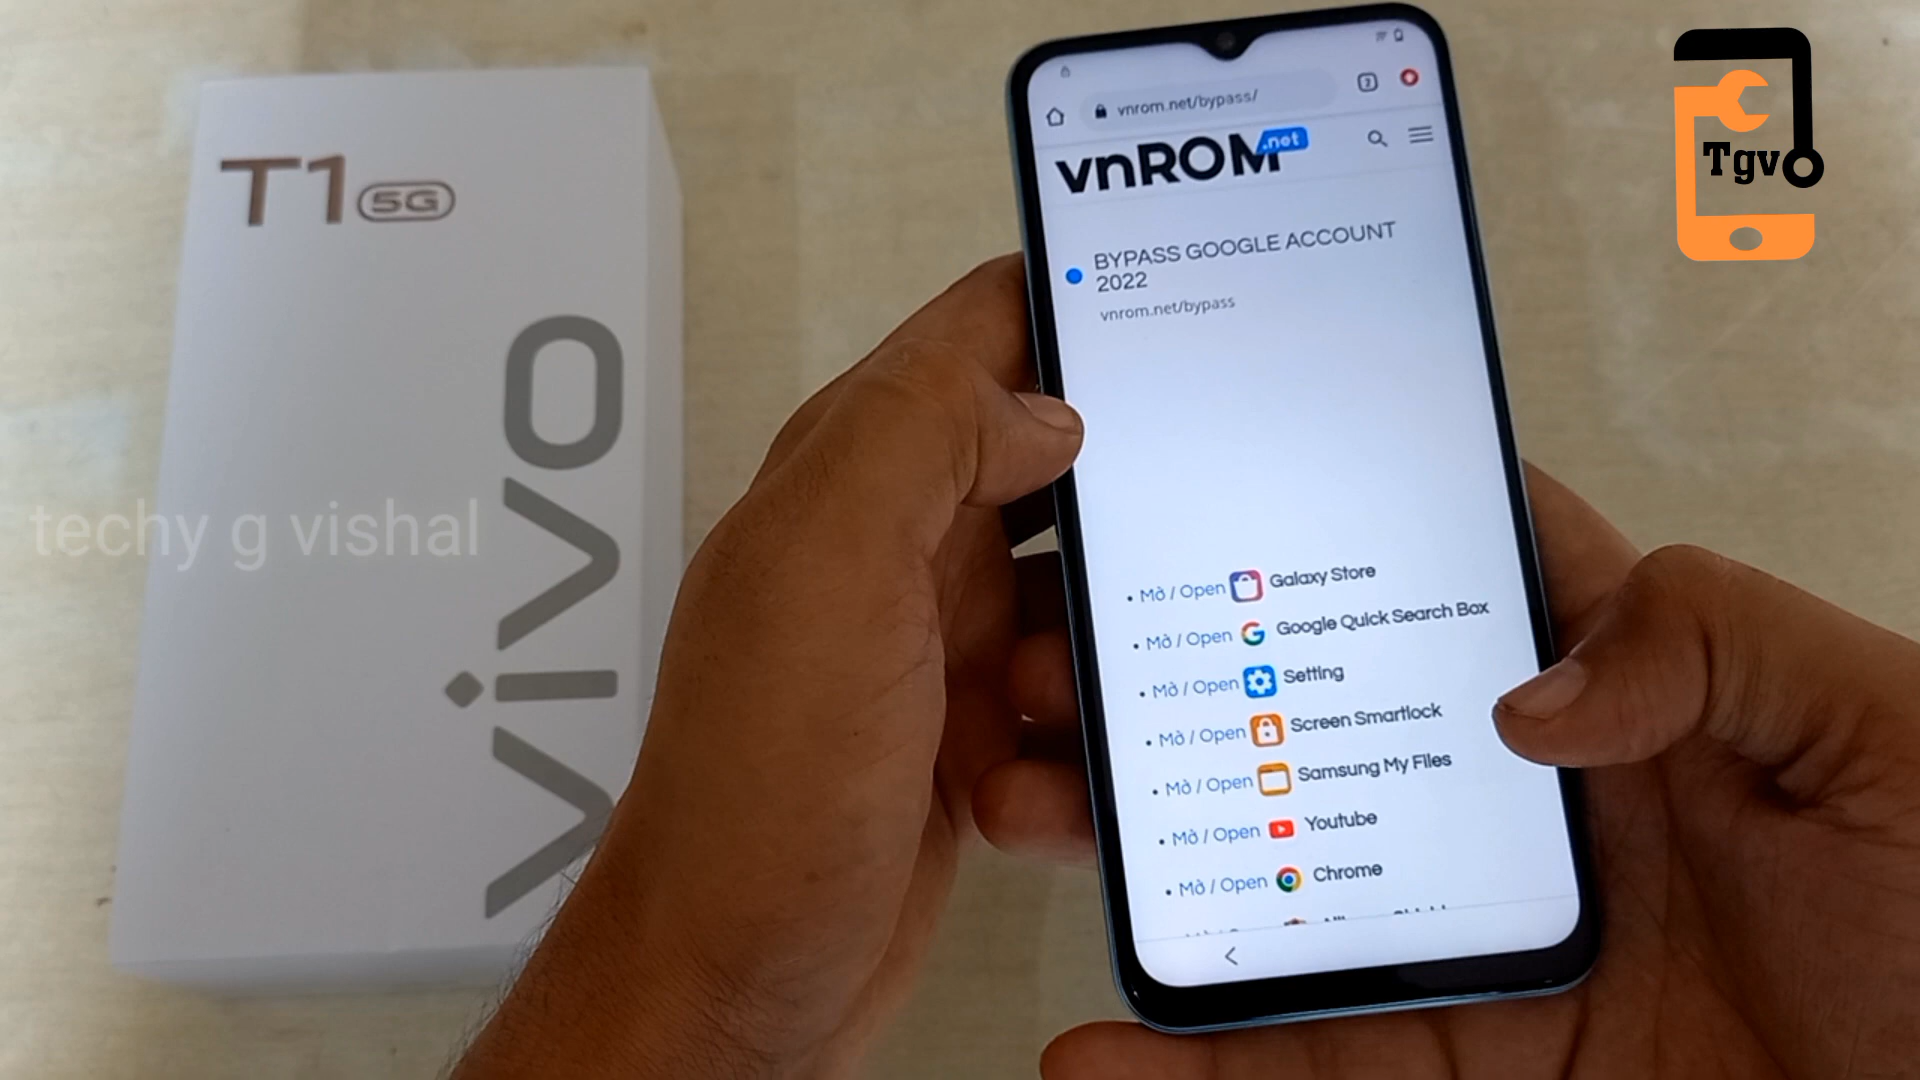 T1 5G
vivo
techy g vishal
vnrom.net/bypass/
2
vnROM .net
BYPASS GOOGLE ACCOUNT
2022
vnrom.net/bypass
• Mở / Open Galaxy Store
• Mở / Open Google Quick Search Box
• Mở / Open Setting
• Mở / Open Screen Smartlock
• Mở / Open Samsung My Files
• Mở / Open Youtube
• Mở / Open Chrome
Tgv